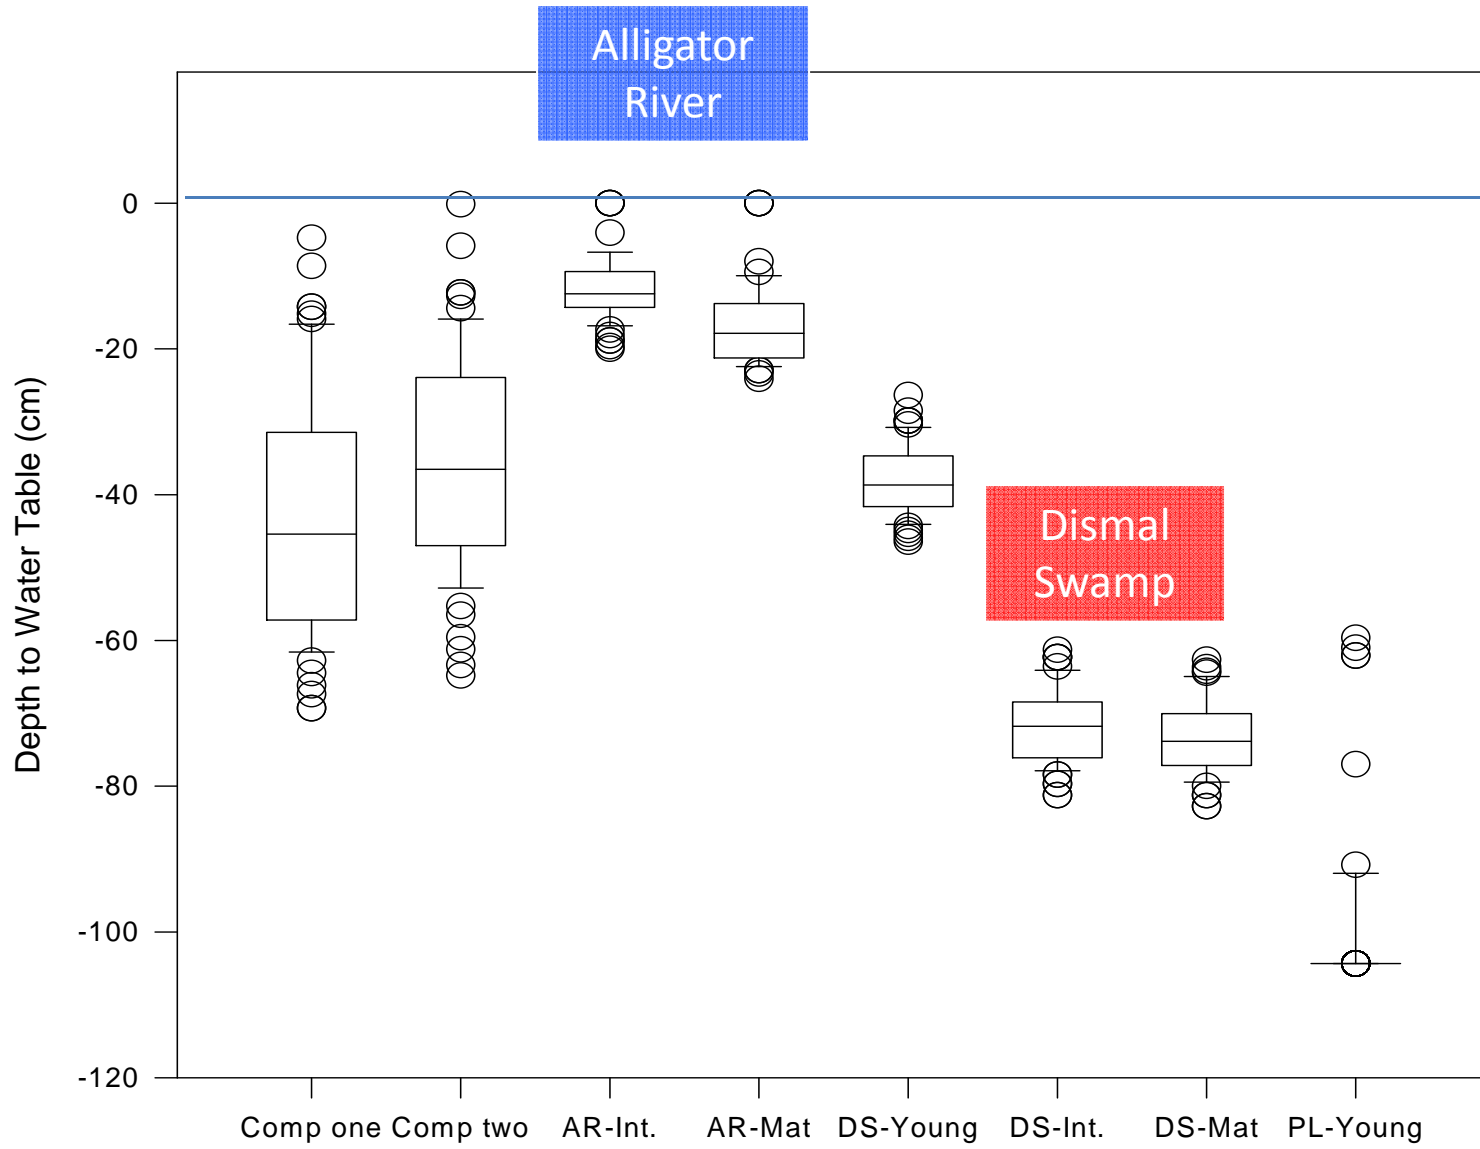 Alligator
River
0
-20
-40
-60
-80
-100
-120
Depth to Water Table (cm)
Dismal
Swamp
Comp one Comp two AR-Int. AR-Mat DS-Young DS-Int. DS-Mat PL-Young